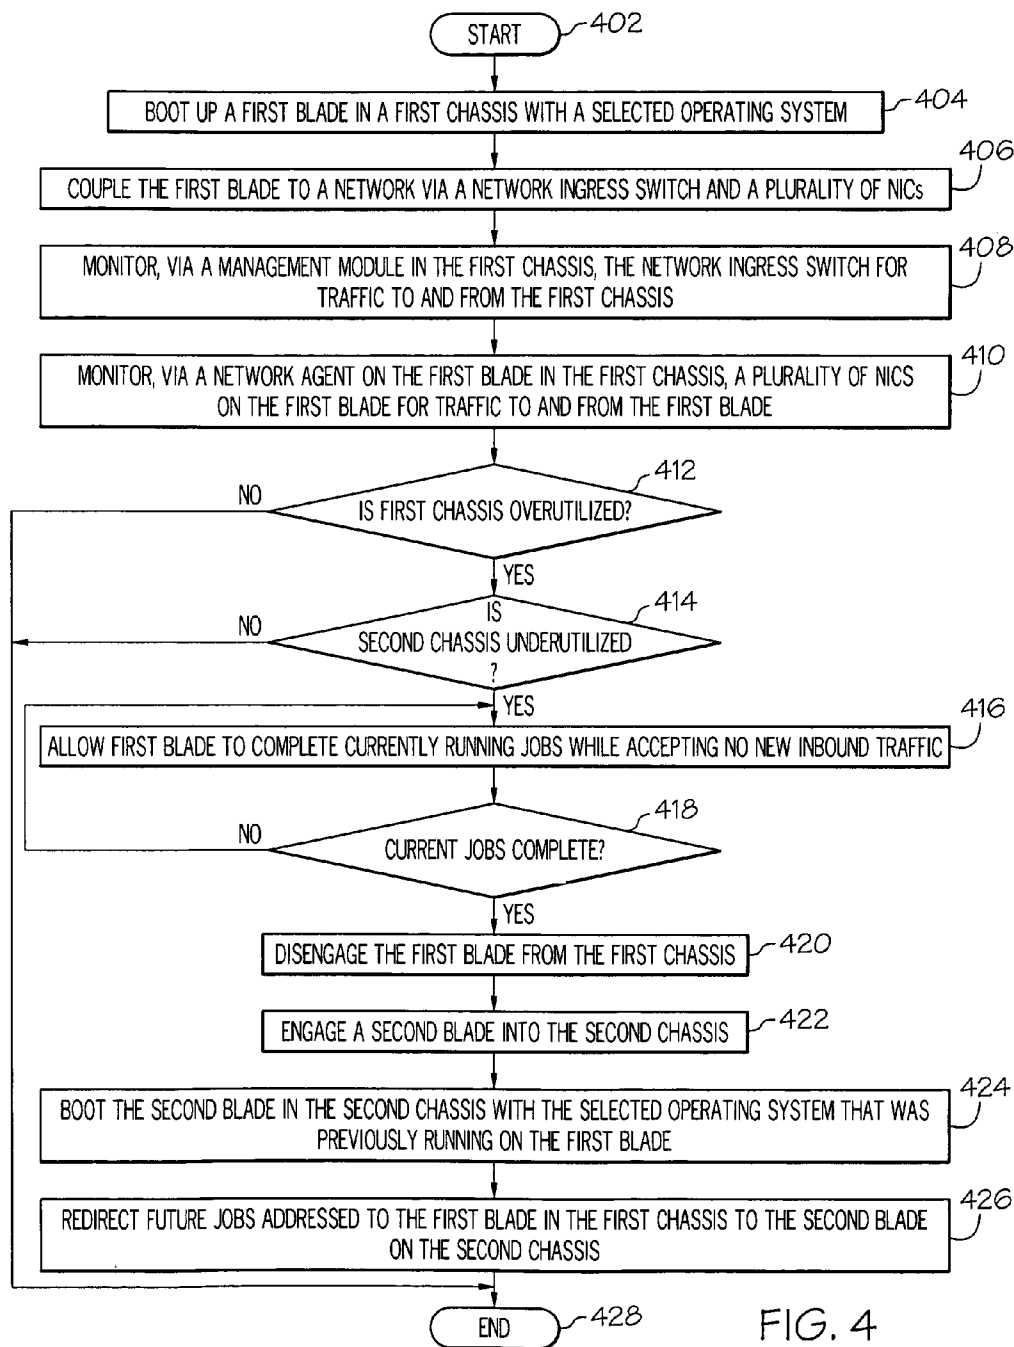 START
402
BOOT UP A FIRST BLADE IN A FIRST CHASSIS WITH A SELECTED OPERATING SYSTEM
404
406
COUPLE THE FIRST BLADE TO A NETWORK VIA A NETWORK INGRESS SWITCH AND A PLURALITY OF NICs
408
MONITOR, VIA A MANAGEMENT MODULE IN THE FIRST CHASSIS, THE NETWORK INGRESS SWITCH FOR
TRAFFIC TO AND FROM THE FIRST CHASSIS
410
MONITOR, VIA A NETWORK AGENT ON THE FIRST BLADE IN THE FIRST CHASSIS, A PLURALITY OF NICS
ON THE FIRST BLADE FOR TRAFFIC TO AND FROM THE FIRST BLADE
412
NO
IS FIRST CHASSIS OVERUTILIZED?
YES
414
IS
NO
SECOND CHASSIS UNDERUTILIZED
?
YES
416
ALLOW FIRST BLADE TO COMPLETE CURRENTLY RUNNING JOBS WHILE ACCEPTING NO NEW INBOUND TRAFFIC
418
NO
CURRENT JOBS COMPLETE?
YES
DISENGAGE THE FIRST BLADE FROM THE FIRST CHASSIS
420
ENGAGE A SECOND BLADE INTO THE SECOND CHASSIS
422
424
BOOT THE SECOND BLADE IN THE SECOND CHASSIS WITH THE SELECTED OPERATING SYSTEM THAT WAS
PREVIOUSLY RUNNING ON THE FIRST BLADE
426
REDIRECT FUTURE JOBS ADDRESSED TO THE FIRST BLADE IN THE FIRST CHASSIS TO THE SECOND BLADE
ON THE SECOND CHASSIS
END
428
FIG. 4